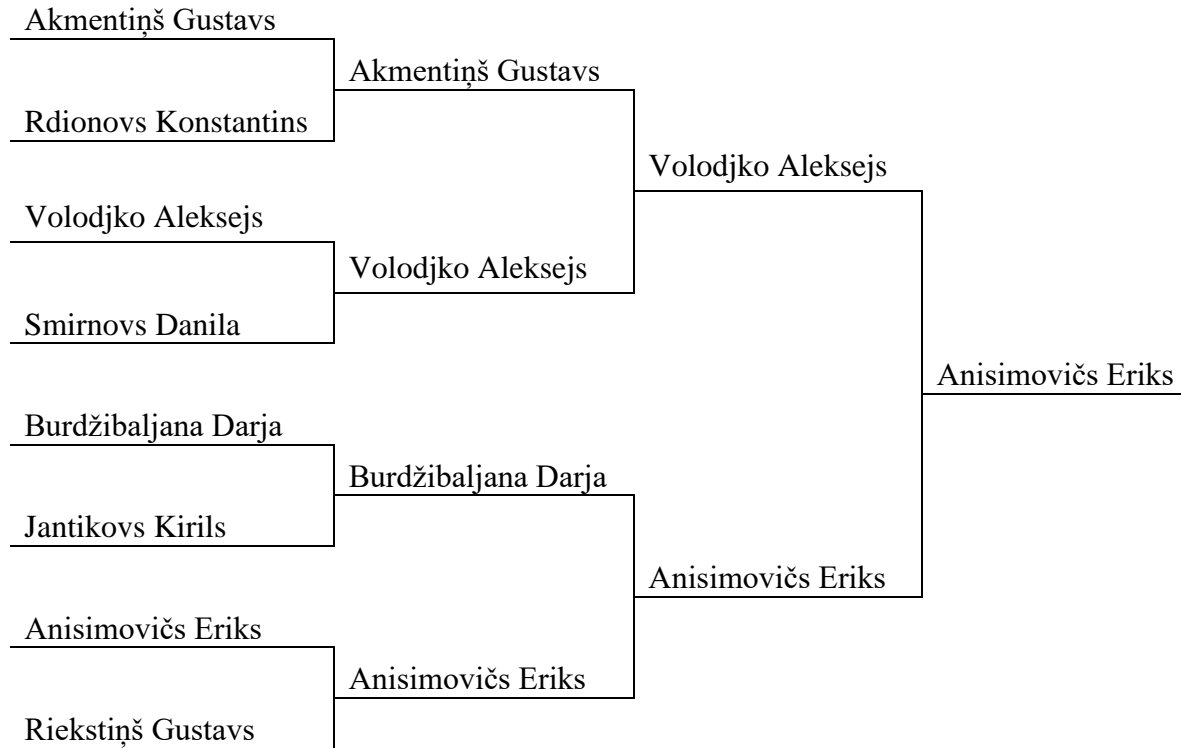 Akmentiņš Gustavs
Akmentiņš Gustavs
Rdionovs Konstantins
Volodjko Aleksejs
Volodjko Aleksejs
Volodjko Aleksejs
Smirnovs Danila
Anisimovičs Eriks
Burdžibaljana Darja
Burdžibaljana Darja
Jantikovs Kirils
Anisimovičs Eriks
Anisimovičs Eriks
Anisimovičs Eriks
Riekstiņš Gustavs